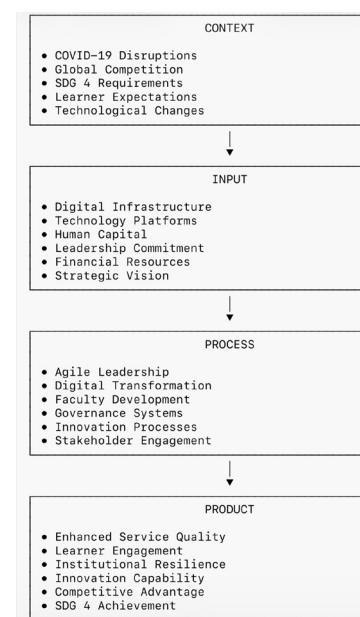 CONTEXT
• COVID-19 Disruptions
• Global Competition
• SDG 4 Requirements
• Learner Expectations
• Technological Changes
INPUT
• Digital Infrastructure
• Technology Platforms
• Human Capital
• Leadership Commitment
• Financial Resources
• Strategic Vision
PROCESS
• Agile Leadership
• Digital Transformation
• Faculty Development
• Governance Systems
• Innovation Processes
• Stakeholder Engagement
PRODUCT
• Enhanced Service Quality
• Learner Engagement
• Institutional Resilience
• Innovation Capability
• Competitive Advantage
• SDG 4 Achievement